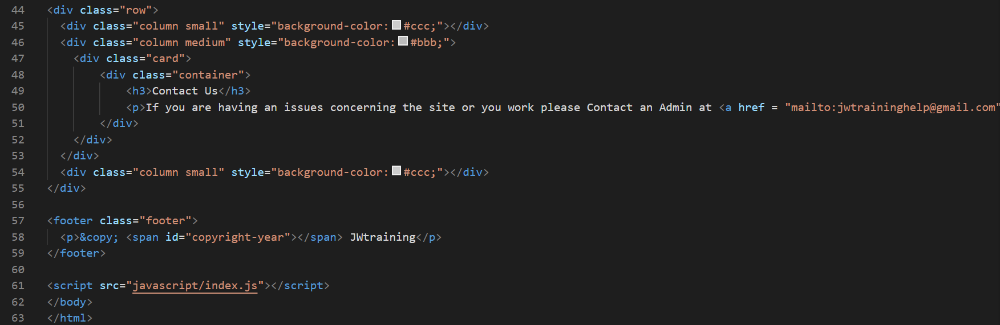 44 <div class="row">
45 <div class="column small" style="background-color:#ccc;"></div>
46 <div class="column medium" style="background-color:#bbb;">
47 <div class="card">
48 <div class="container">
49 <h3>Contact Us</h3>
50 <p>If you are having an issues concerning the site or you work please Contact an Admin at <a href = "mailto:jwtraininghelp@gmail.com"
51 </div>
52 </div>
53 </div>
54 <div class="column small" style="background-color:#ccc;"></div>
55 </div>
56
57 <footer class="footer">
58 <p>&copy; <span id="copyright-year"></span> JWtraining</p>
59 </footer>
60
61 <script src="javascript/index.js"></script>
62 </body>
63 </html>